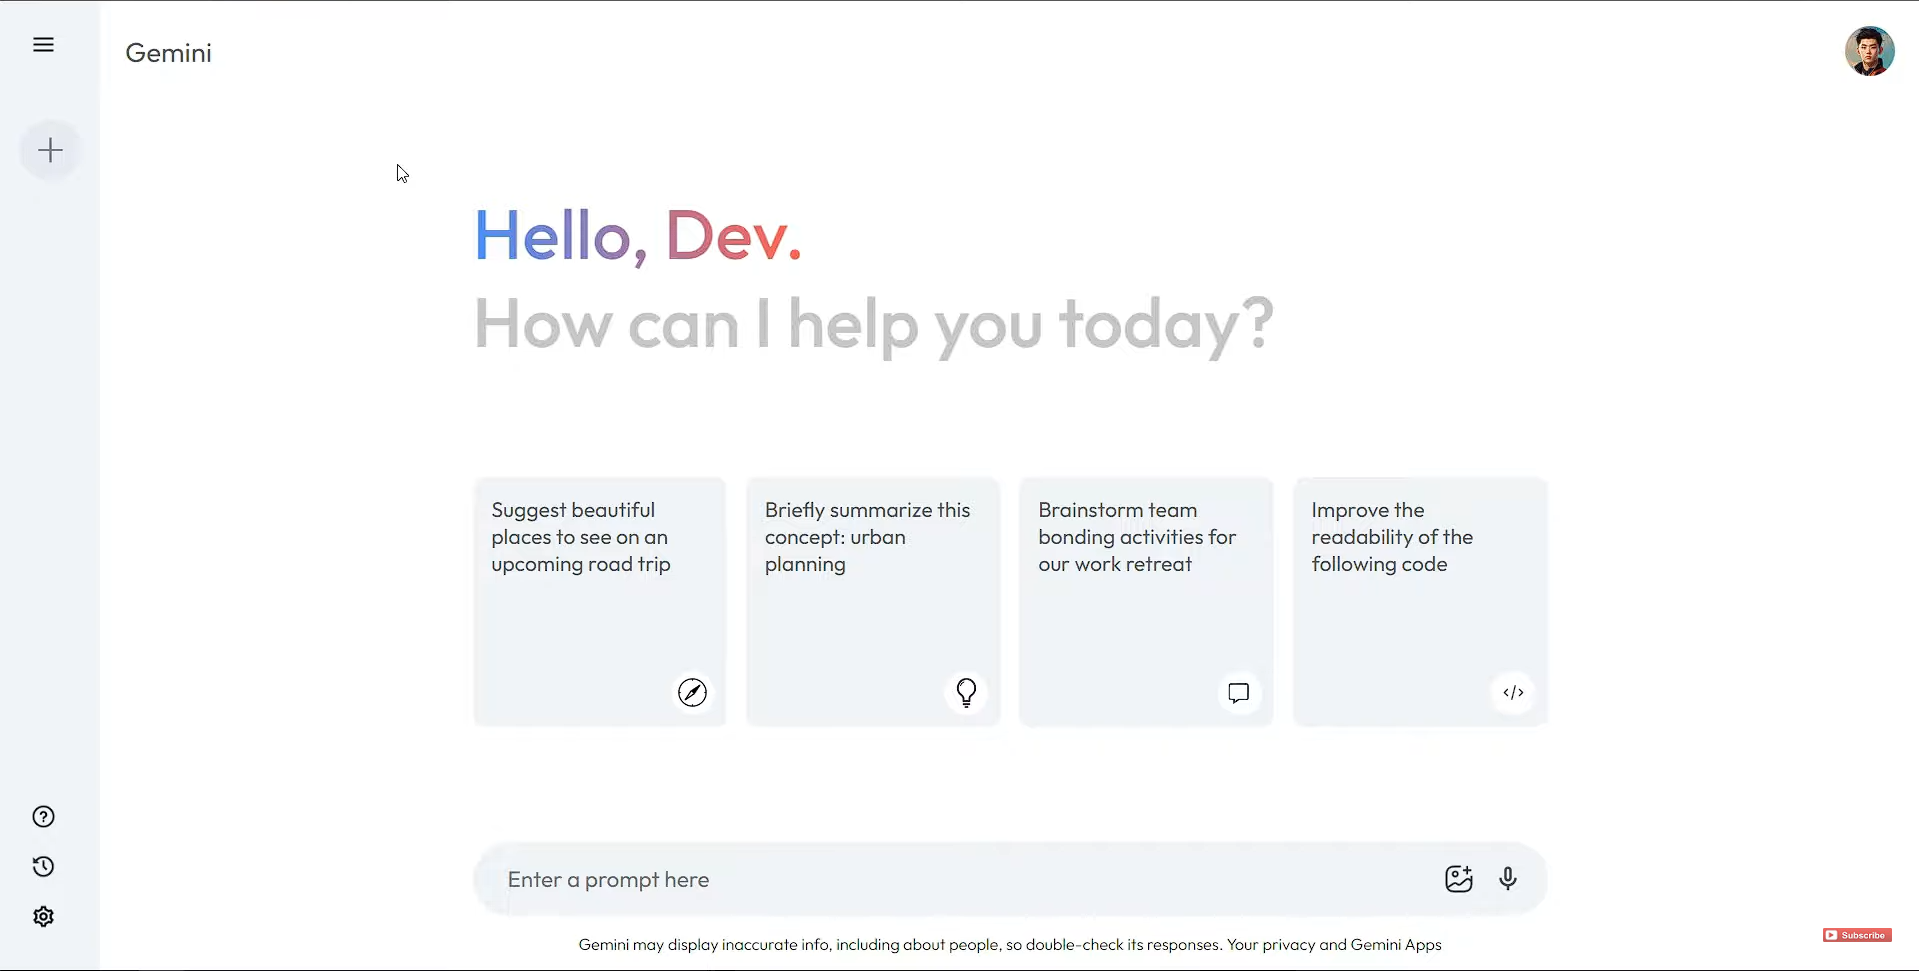 Gemini
Hello, Dev.
How can I help you today?
Suggest beautiful
places to see on an
upcoming road trip
Briefly summarize this
concept: urban
planning
Brainstorm team
bonding activities for
our work retreat
Improve the
readability of the
following code
</>
Enter a prompt here
Gemini may display inaccurate info, including about people, so double-check its responses. Your privacy and Gemini Apps
Subscribe